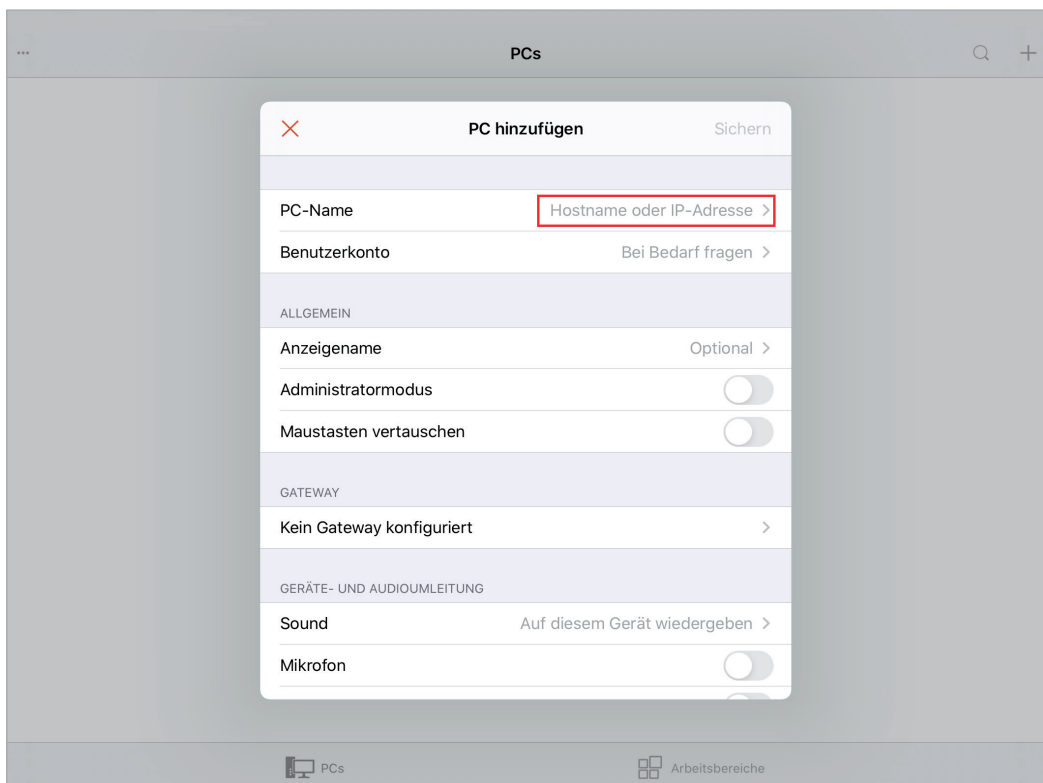 PCs
PC hinzufügen Sichern
PC-Name Hostname oder IP-Adresse
Benutzerkonto Bei Bedarf fragen
ALLGEMEIN
Anzeigename Optional
Administratormodus
Maustasten vertauschen
GATEWAY
Kein Gateway konfiguriert
GERÄTE- UND AUDIOUMLEITUNG
Sound Auf diesem Gerät wiedergeben
Mikrofon
PCs Arbeitsbereiche